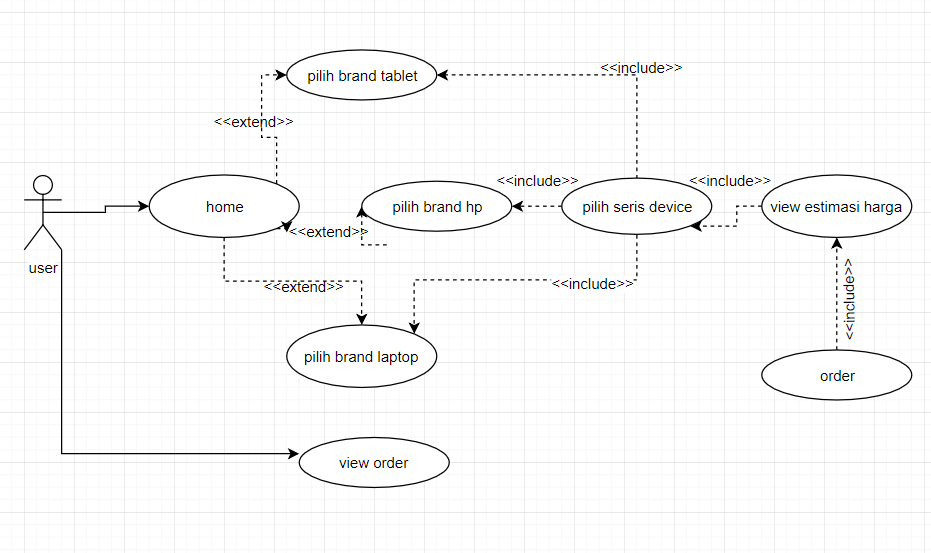 <<include>>
pilih brand tablet
<<extend>>
user
home
<<extend>>
pilih brand hp
<<include>>
pilih seris device
<<include>>
view estimasi harga
<<extend>>
<<include>>
<<include>>
pilih brand laptop
order
view order